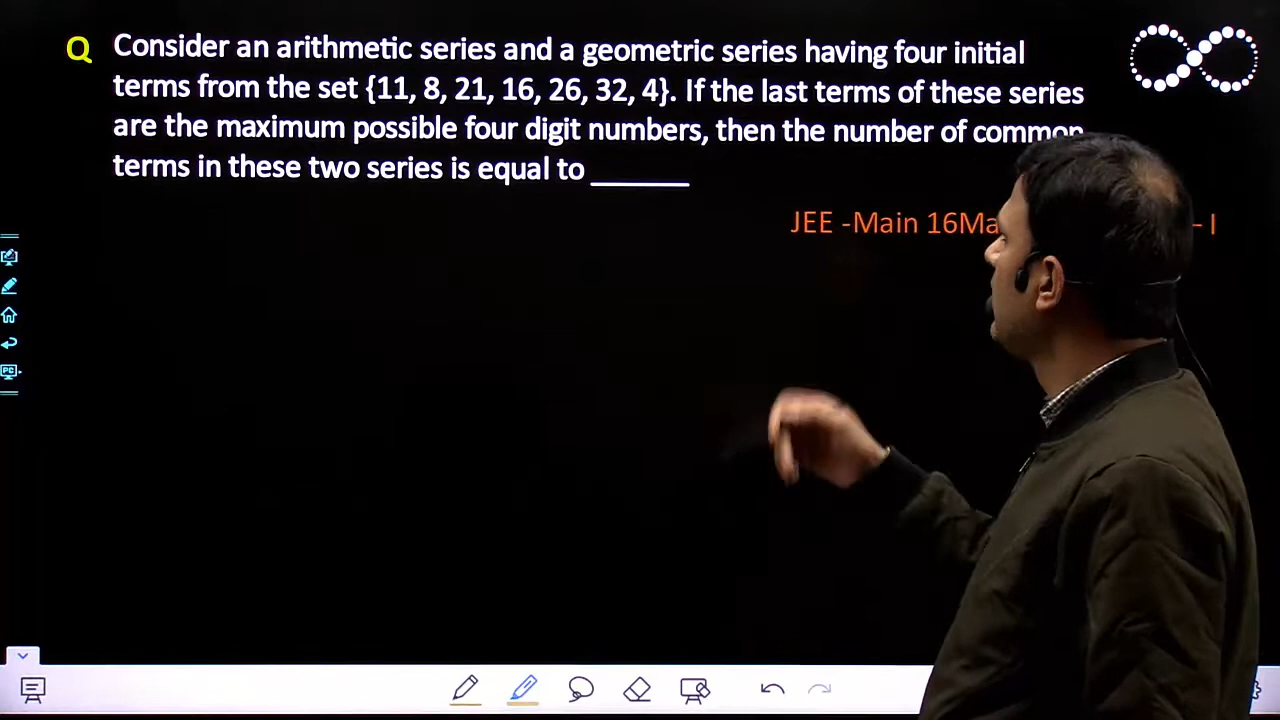 Q Consider an arithmetic series and a geometric series having four initial
terms from the set {11, 8, 21, 16, 26, 32, 4}. If the last terms of these series
are the maximum possible four digit numbers, then the number of common
terms in these two series is equal to ______
JEE -Main 16Ma - I
PC